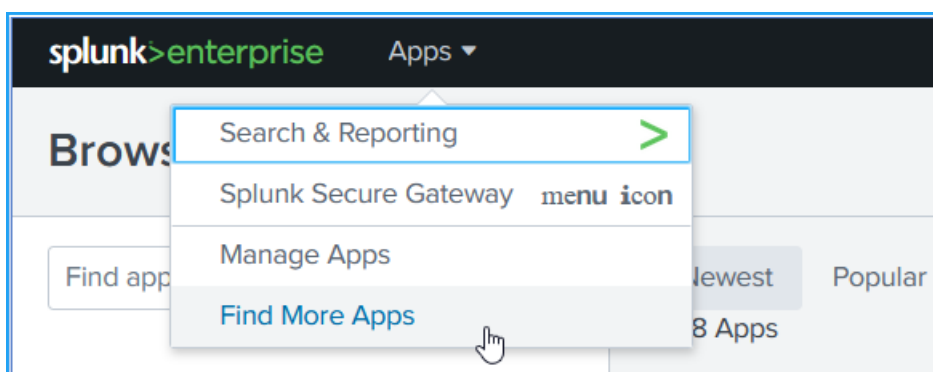 splunk>enterprise Apps
Search & Reporting >
Brows
Splunk Secure Gateway menu icon
Manage Apps
Find app
Newest Popular
Find More Apps
8 Apps